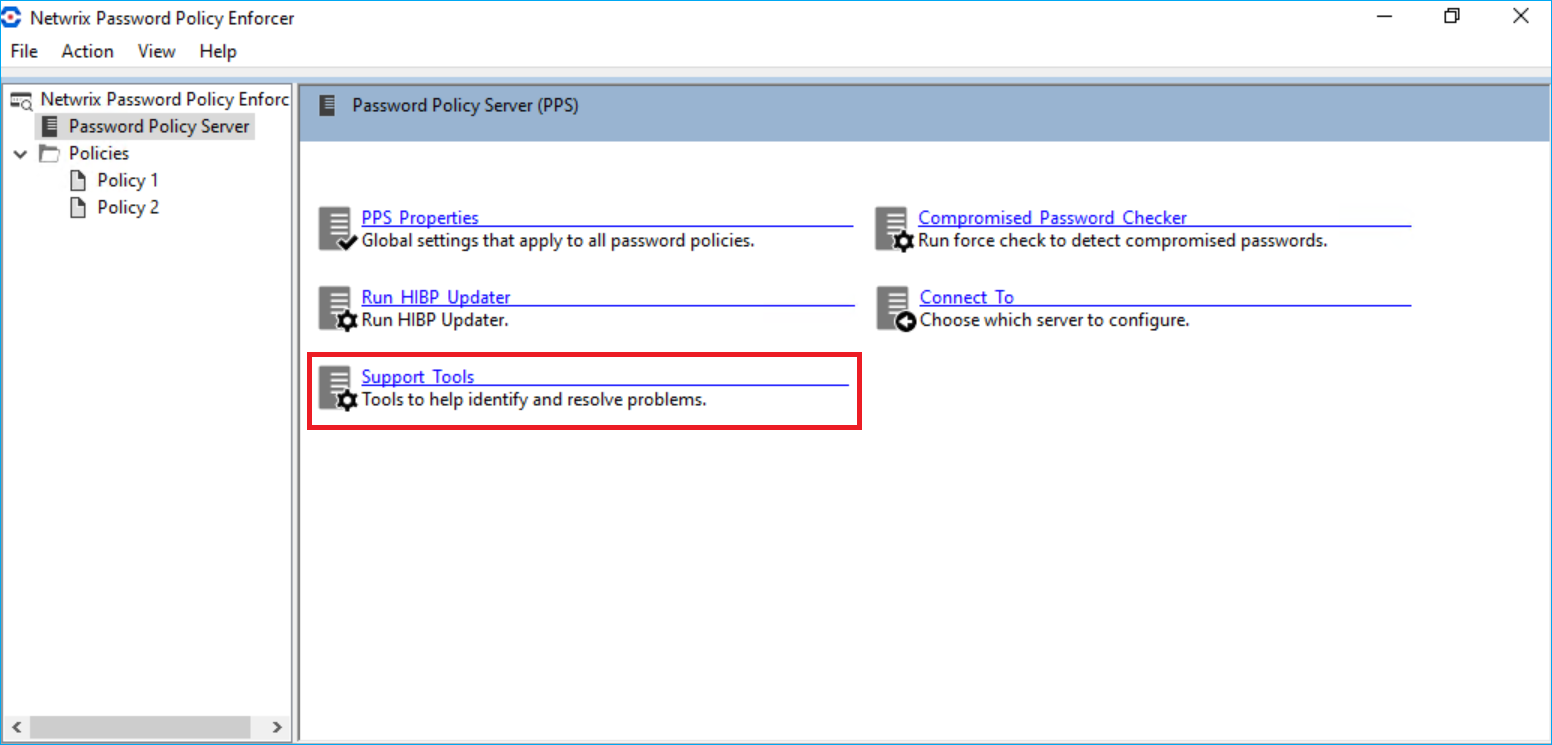 Netwrix Password Policy Enforcer
File Action View Help
Netwrix Password Policy Enforc
Password Policy Server
Policies
Policy 1
Policy 2
Password Policy Server (PPS)
PPS Properties
Global settings that apply to all password policies.
Compromised Password Checker
Run force check to detect compromised passwords.
Run HIBP Updater
Run HIBP Updater.
Connect To
Choose which server to configure.
Support Tools
Tools to help identify and resolve problems.